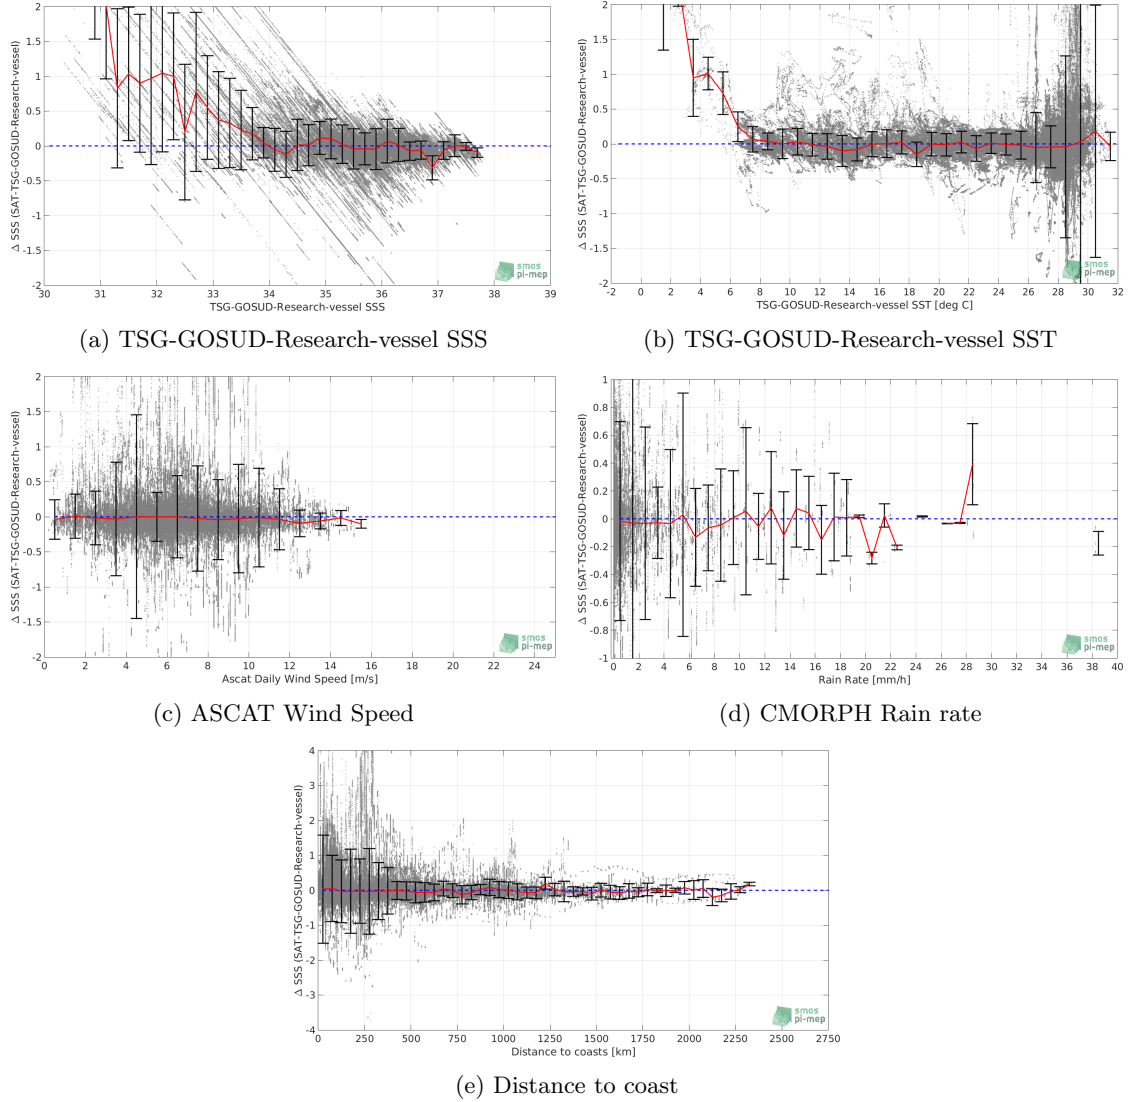 Δ SSS (SAT-TSG-GOSUD-Research-vessel)
2
1.5
1
0.5
0
-0.5
-1
-1.5
-2
30 31 32 33 34 35 36 37 38 39
TSG-GOSUD-Research-vessel SSS
smos
pi-mep
(a) TSG-GOSUD-Research-vessel SSS
Δ SSS (SAT-TSG-GOSUD-Research-vessel)
2
1.5
1
0.5
0
-0.5
-1
-1.5
-2
-2 0 2 4 6 8 10 12 14 16 18 20 22 24 26 28 30 32
TSG-GOSUD-Research-vessel SST [deg C]
smos
pi-mep
(b) TSG-GOSUD-Research-vessel SST
Δ SSS (SAT-TSG-GOSUD-Research-vessel)
2
1.5
1
0.5
0
-0.5
-1
-1.5
-2
0 2 4 6 8 10 12 14 16 18 20 22 24
Ascat Daily Wind Speed [m/s]
smos
pi-mep
(c) ASCAT Wind Speed
Δ SSS (SAT-TSG-GOSUD-Research-vessel)
1
0.8
0.6
0.4
0.2
0
-0.2
-0.4
-0.6
-0.8
-1
0 2 4 6 8 10 12 14 16 18 20 22 24 26 28 30 32 34 36 38 40
Rain Rate [mm/h]
smos
pi-mep
(d) CMORPH Rain rate
Δ SSS (SAT-TSG-GOSUD-Research-vessel)
4
3
2
1
0
-1
-2
-3
-4
0 250 500 750 1000 1250 1500 1750 2000 2250 2500 2750
Distance to coasts [km]
smos
pi-mep
(e) Distance to coast